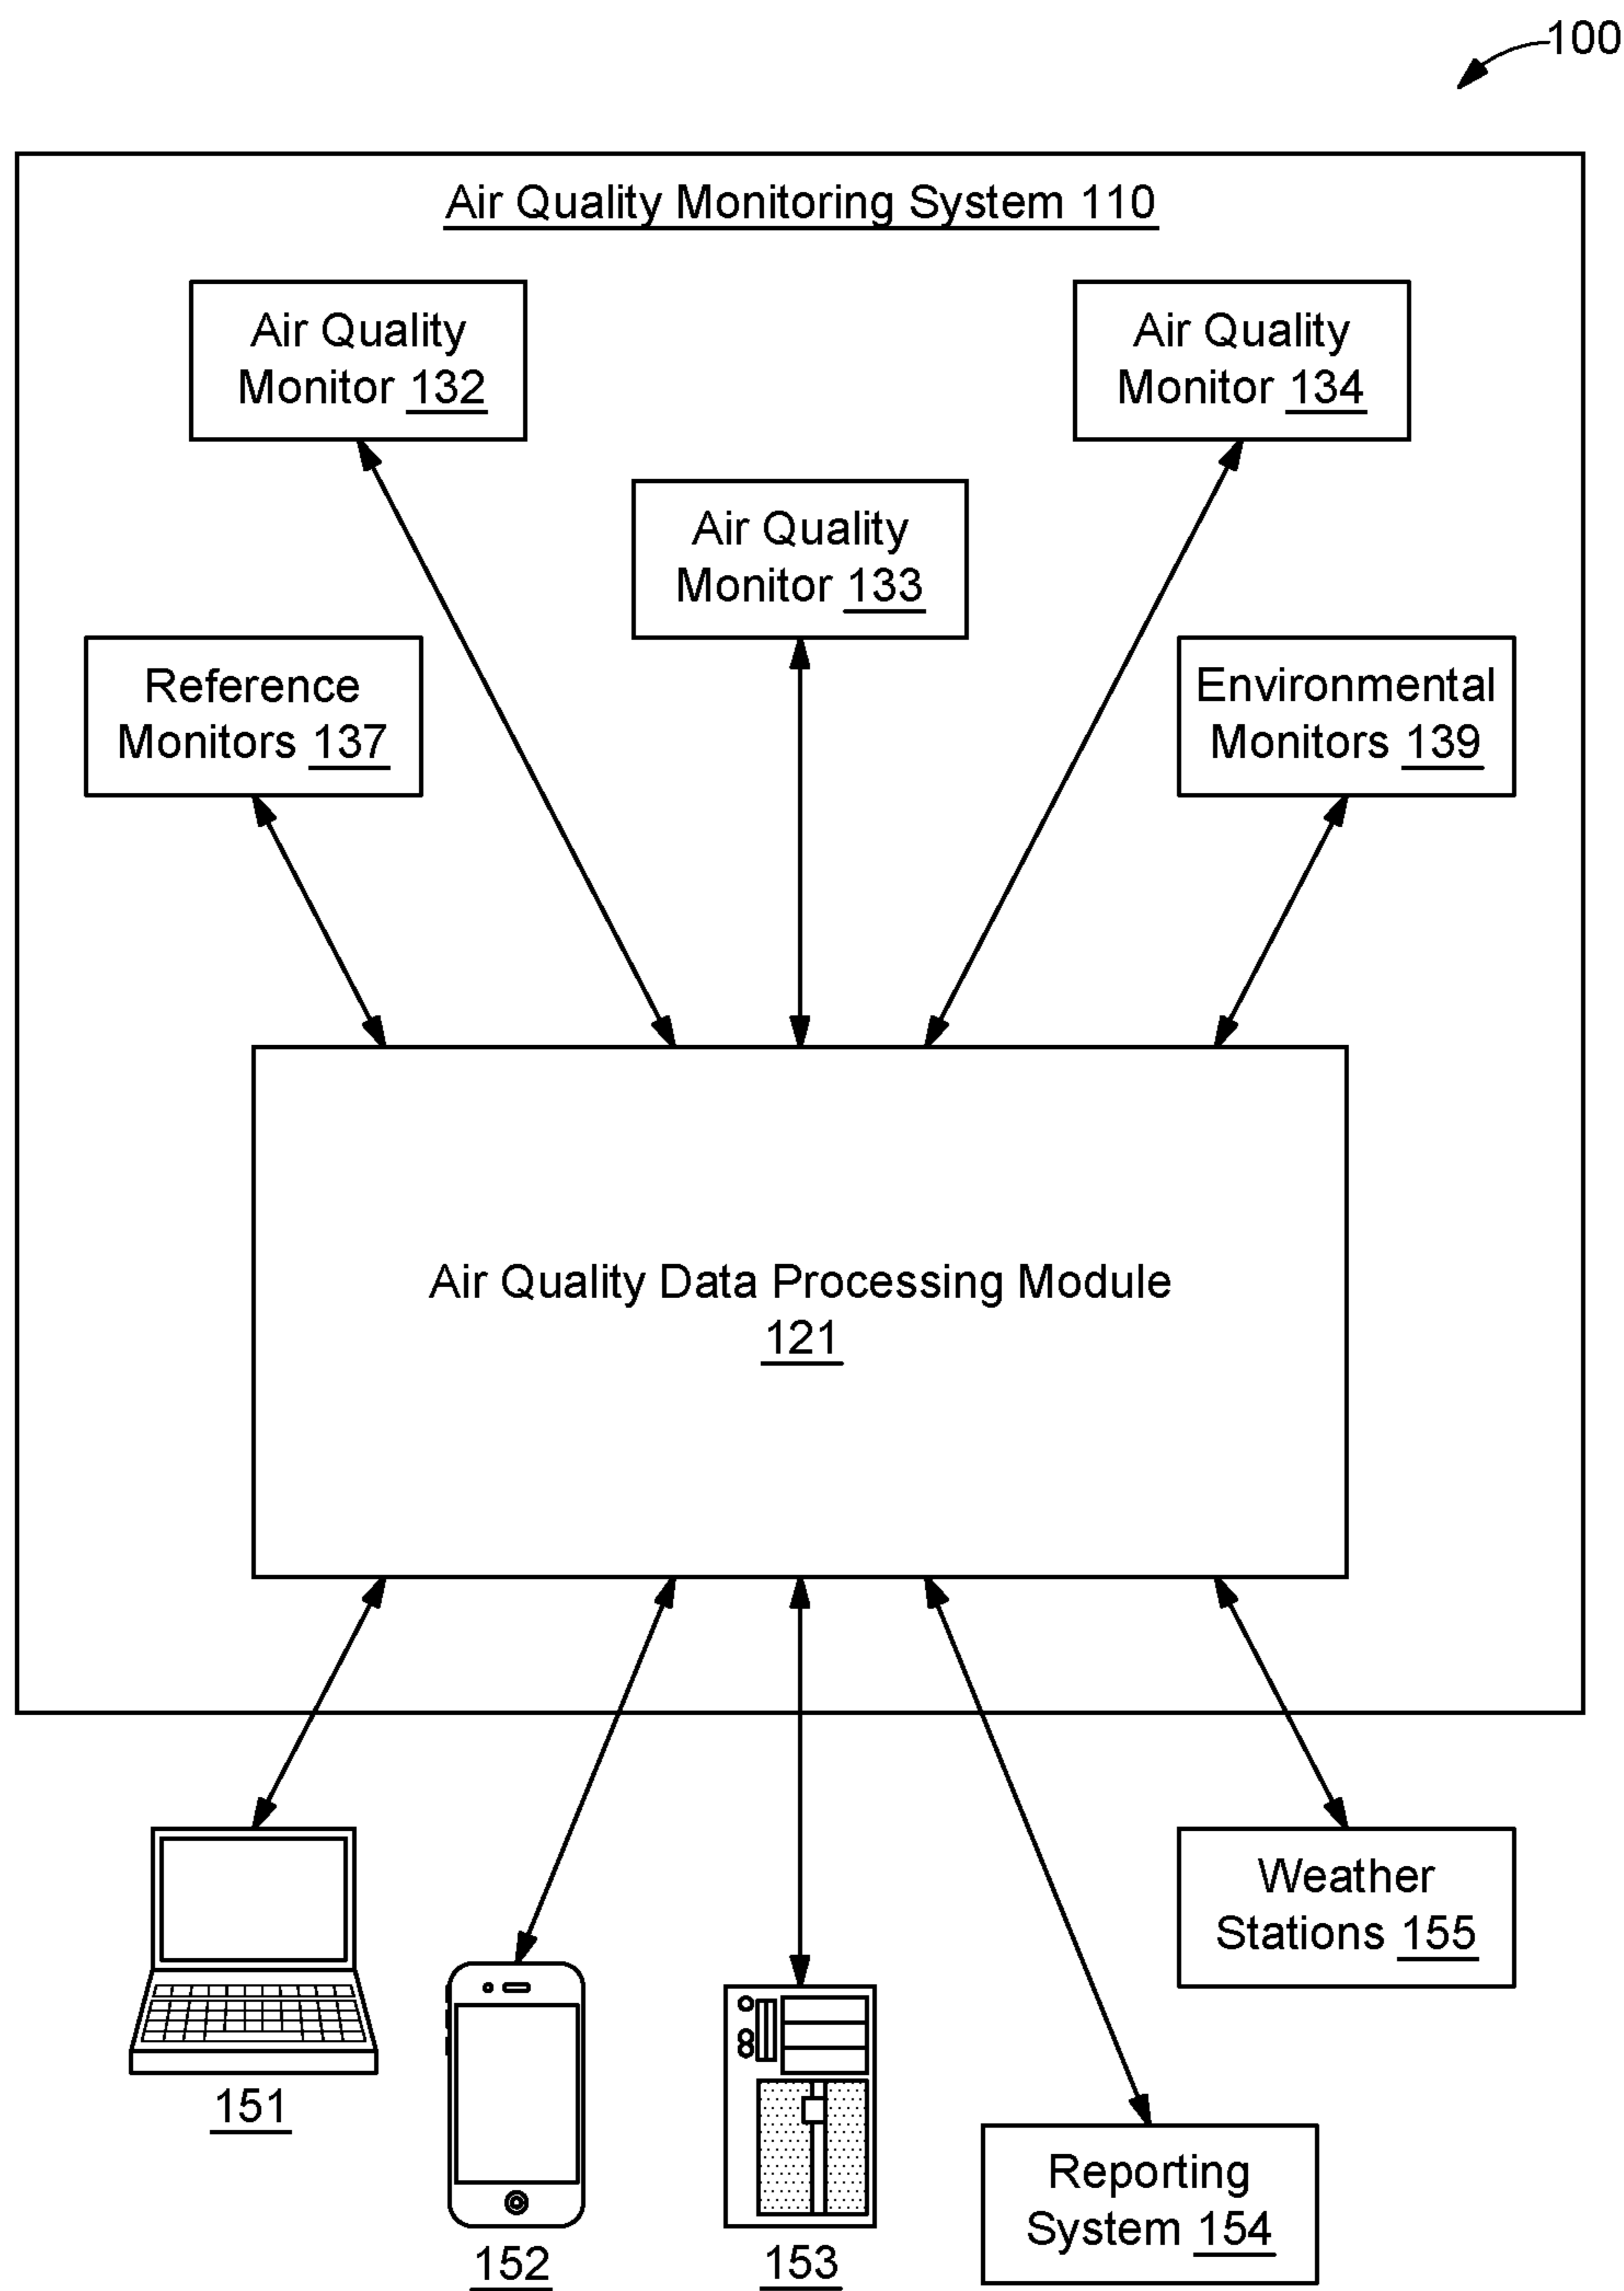 100
Air Quality Monitoring System 110
Air Quality
Monitor 132
Air Quality
Monitor 134
Air Quality
Monitor 133
Reference
Monitors 137
Environmental
Monitors 139
Air Quality Data Processing Module
121
Weather
Stations 155
151
Reporting
System 154
152
153